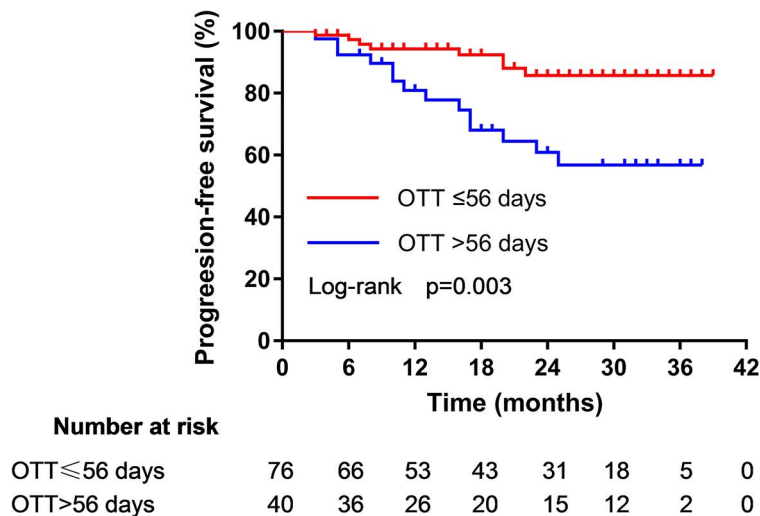 Progreesion-free survival (%)
100
80
60
40
20
0
OTT ≤56 days
OTT >56 days
Log-rank p=0.003
0 6 12 18 24 30 36 42
Time (months)
Number at risk
OTT≤56 days 76 66 53 43 31 18 5 0
OTT>56 days 40 36 26 20 15 12 2 0